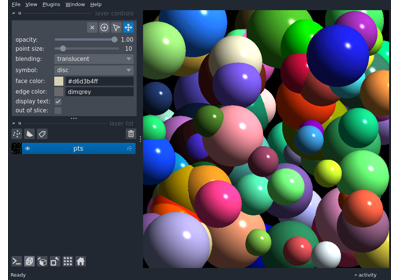 File View Plugins Window Help
layer controls
opacity: 1.00
point size: 10
blending: translucent
symbol: disc
face color: #d6d3b4ff
edge color: dimgrey
display text:
out of slice:
layer list
pts
Ready
activity